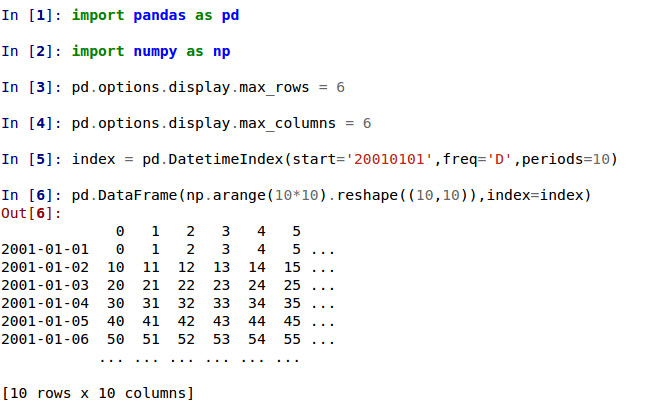 In [1]: import pandas as pd
In [2]: import numpy as np
In [3]: pd.options.display.max_rows = 6
In [4]: pd.options.display.max_columns = 6
In [5]: index = pd.DatetimeIndex(start='20010101',freq='D',periods=10)
In [6]: pd.DataFrame(np.arange(10*10).reshape((10,10)),index=index)
Out[6]:
             0   1   2   3   4   5
2001-01-01   0   1   2   3   4   5 ...
2001-01-02  10  11  12  13  14  15 ...
2001-01-03  20  21  22  23  24  25 ...
2001-01-04  30  31  32  33  34  35 ...
2001-01-05  40  41  42  43  44  45 ...
2001-01-06  50  51  52  53  54  55 ...
           ... ... ... ... ... ...
[10 rows x 10 columns]